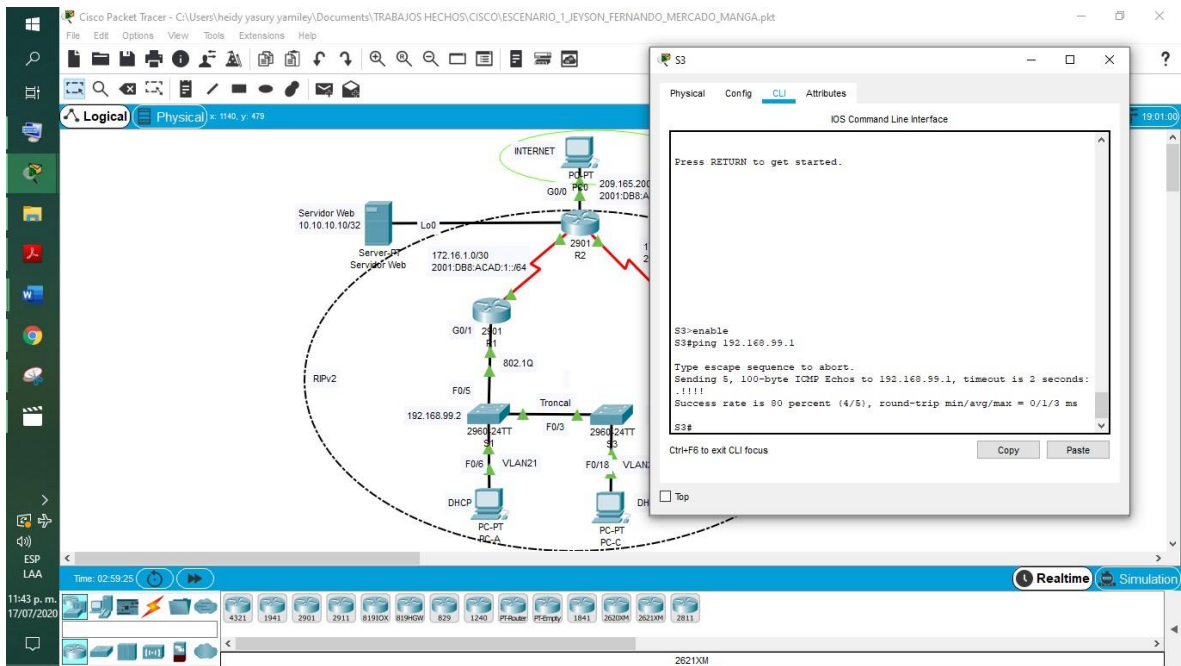 Cisco Packet Tracer - C:\Users\heidy yasury yamiley\Documents\TRABAJOS HECHOS\CISCO\ESCENARIO_1_JEYSON_FERNANDO_MERCADO_MANGA.pkt
File Edit Options View Tools Extensions Help
?
Logical
Physical x: 1140, y: 479
19:01:00
S3
Physical Config CLI Attributes
IOS Command Line Interface
Press RETURN to get started.
S3>enable
S3#ping 192.168.99.1
Type escape sequence to abort.
Sending 5, 100-byte ICMP Echos to 192.168.99.1, timeout is 2 seconds:
.!!!!
Success rate is 80 percent (4/5), round-trip min/avg/max = 0/1/3 ms
S3#
Ctrl+F6 to exit CLI focus
Copy Paste
Top
INTERNET
PC-PT
PC0
G0/0
209.165.200
2001:DB8:A
Servidor Web
10.10.10.10/32
Lo0
Server-PT
Servidor Web
2901
R2
1
2
172.16.1.0/30
2001:DB8:ACAD:1::/64
G0/1
2901
R1
802.1Q
RIPv2
F0/5
Troncal
192.168.99.2
F0/3
2960-24TT
S1
2960-24TT
S3
F0/6
VLAN21
F0/18
DHCP
PC-PT
PC-A
DH
PC-PT
PC-C
ESP
LAA
11:43 p. m.
17/07/2020
Time: 02:59:25
Realtime
Simulation
4321 1941 2901 2911 819IOX 819HGW 829 1240 PT-Router PT-Empty 1841 2620XM 2621XM 2811
2621XM